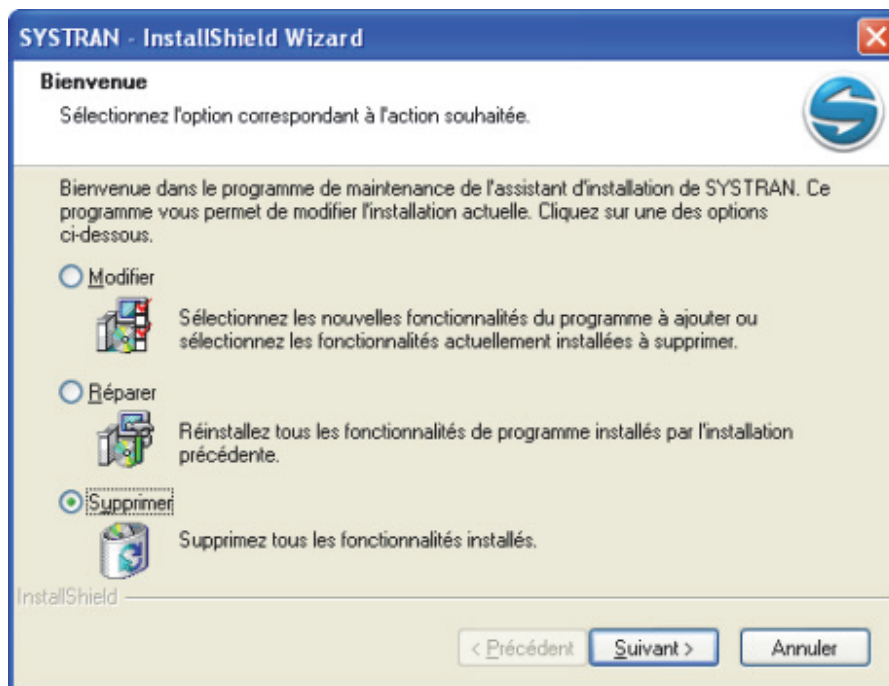 SYSTRAN - InstallShield Wizard
Bienvenue
Sélectionnez l'option correspondant à l'action souhaitée.
Bienvenue dans le programme de maintenance de l'assistant d'installation de SYSTRAN. Ce
programme vous permet de modifier l'installation actuelle. Cliquez sur une des options
ci-dessous.
Modifier
Sélectionnez les nouvelles fonctionnalités du programme à ajouter ou
sélectionnez les fonctionnalités actuellement installées à supprimer.
Réparer
Réinstallez tous les fonctionnalités de programme installés par l'installation
précédente.
Supprimer
Supprimez tous les fonctionnalités installés.
InstallShield
< Précédent Suivant > Annuler